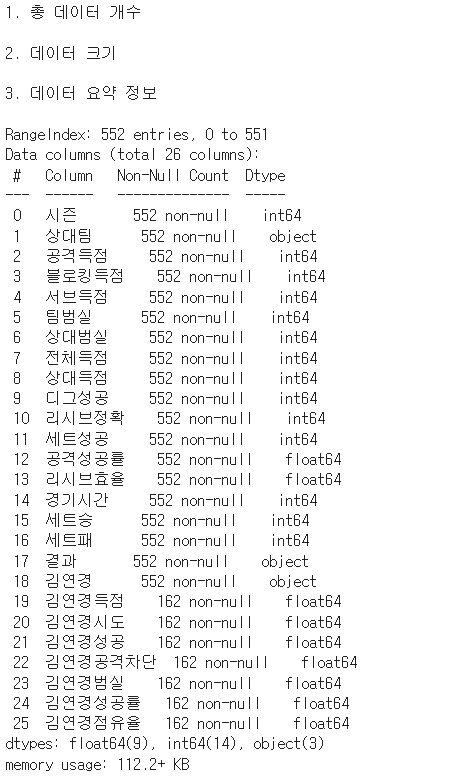 1. 총 데이터 개수
2. 데이터 크기
3. 데이터 요약 정보
RangeIndex: 552 entries, 0 to 551
Data columns (total 26 columns):
 #   Column   Non-Null Count  Dtype
---  ------   --------------  -----
 0   시즌       552 non-null    int64
 1   상대팀      552 non-null    object
 2   공격득점     552 non-null    int64
 3   블로킹득점    552 non-null    int64
 4   서브득점     552 non-null    int64
 5   팀범실      552 non-null    int64
 6   상대범실     552 non-null    int64
 7   전체득점     552 non-null    int64
 8   상대득점     552 non-null    int64
 9   디그성공     552 non-null    int64
 10  리시브정확    552 non-null    int64
 11  세트성공     552 non-null    int64
 12  공격성공률    552 non-null    float64
 13  리시브효율    552 non-null    float64
 14  경기시간     552 non-null    int64
 15  세트승      552 non-null    int64
 16  세트패      552 non-null    int64
 17  결과       552 non-null    object
 18  김연경      552 non-null    object
 19  김연경득점    162 non-null    float64
 20  김연경시도    162 non-null    float64
 21  김연경성공    162 non-null    float64
 22  김연경공격차단  162 non-null    float64
 23  김연경범실    162 non-null    float64
 24  김연경성공률   162 non-null    float64
 25  김연경점유율   162 non-null    float64
dtypes: float64(9), int64(14), object(3)
memory usage: 112.2+ KB